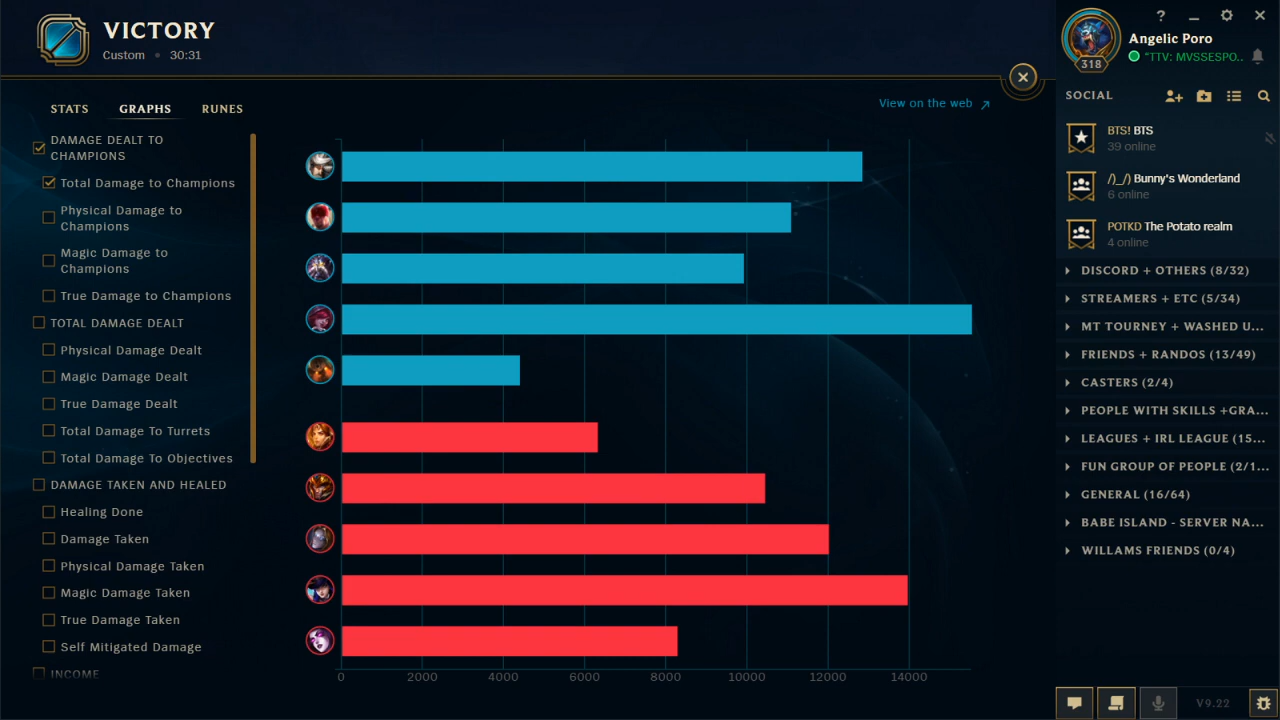 VICTORY
Custom • 30:31
STATS GRAPHS RUNES
View on the web
DAMAGE DEALT TO
CHAMPIONS
Total Damage to Champions
Physical Damage to
Champions
Magic Damage to
Champions
True Damage to Champions
TOTAL DAMAGE DEALT
Physical Damage Dealt
Magic Damage Dealt
True Damage Dealt
Total Damage To Turrets
Total Damage To Objectives
DAMAGE TAKEN AND HEALED
Healing Done
Damage Taken
Physical Damage Taken
Magic Damage Taken
True Damage Taken
Self Mitigated Damage
INCOME
0 2000 4000 6000 8000 10000 12000 14000
?
Angelic Poro
318
"TTV: MVSSESPO..
SOCIAL
BTS! BTS
39 online
/)_/) Bunny's Wonderland
6 online
POTKD The Potato realm
4 online
DISCORD + OTHERS (8/32)
STREAMERS + ETC (5/34)
MT TOURNEY + WASHED U...
FRIENDS + RANDOS (13/49)
CASTERS (2/4)
PEOPLE WITH SKILLS +GRA...
LEAGUES + IRL LEAGUE (15...
FUN GROUP OF PEOPLE (2/1...
GENERAL (16/64)
BABE ISLAND - SERVER NA...
WILLAMS FRIENDS (0/4)
V9.22